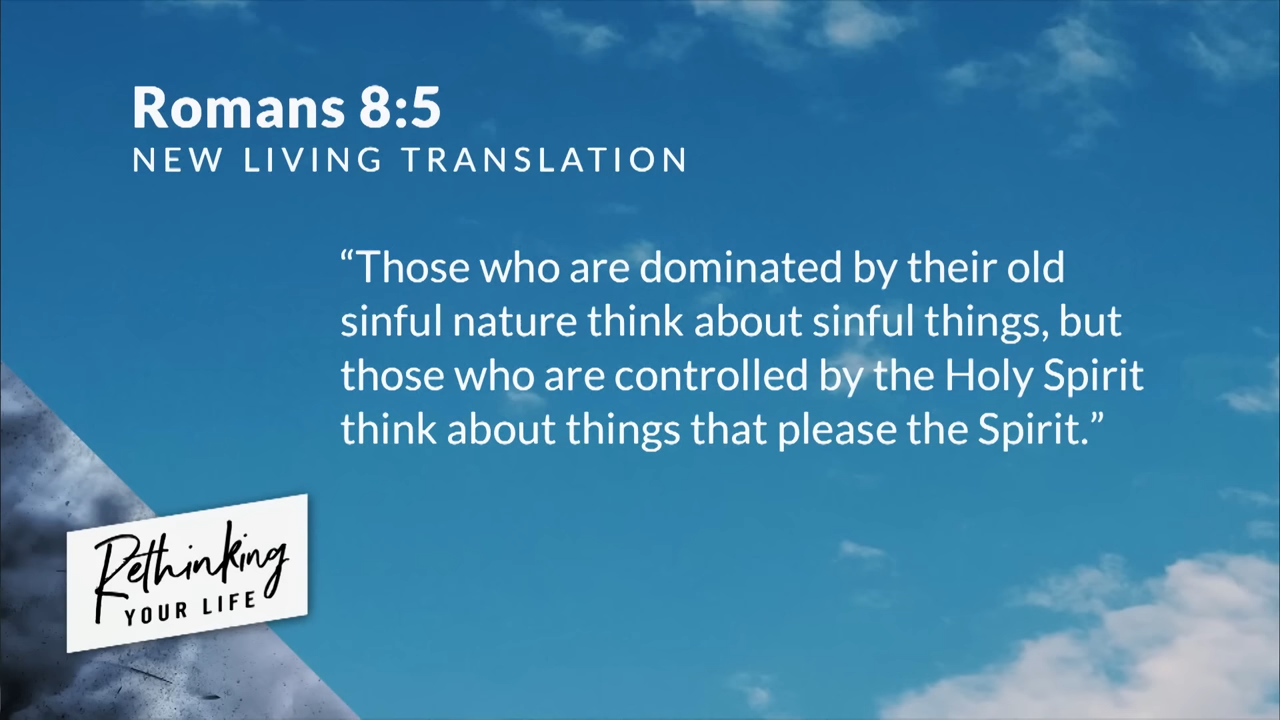 Romans 8:5
NEW LIVING TRANSLATION
“Those who are dominated by their old
sinful nature think about sinful things, but
those who are controlled by the Holy Spirit
think about things that please the Spirit.”
Rethinking
YOUR LIFE